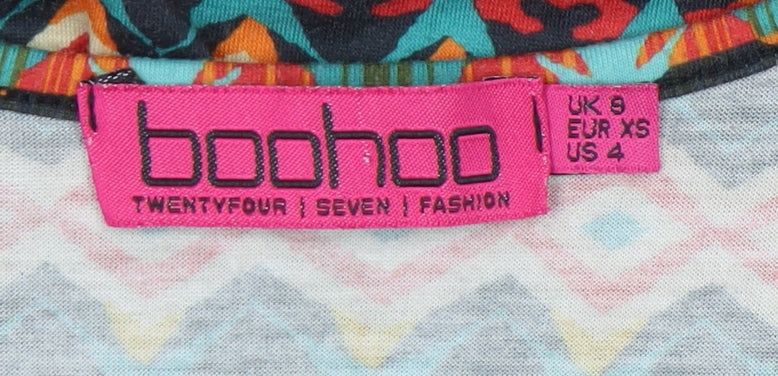 boohoo
TWENTYFOUR | SEVEN | FASHION
UK 8
EUR XS
US 4